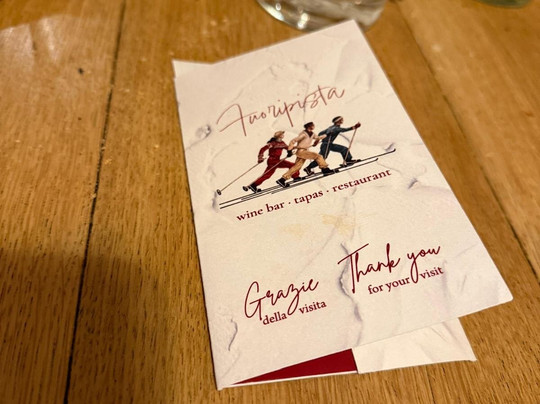 Fuoripista
wine bar · tapas · restaurant
Grazie
della visita
Thank you
for your visit